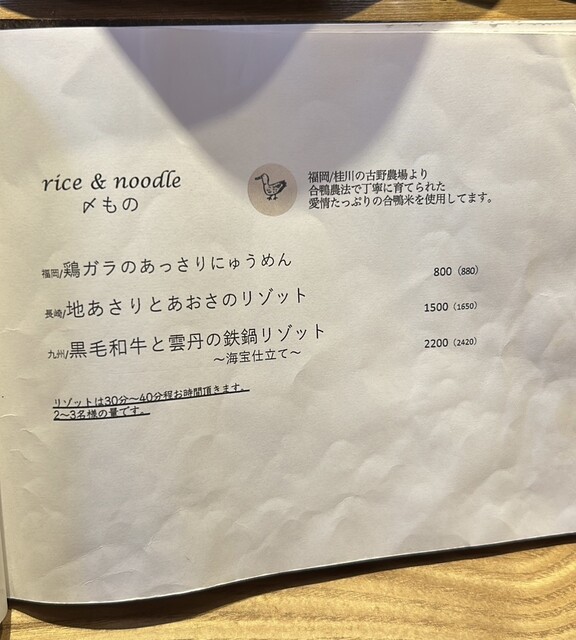 rice & noodle
〆もの
福岡/桂川の古野農場より
合鴨農法で丁寧に育てられた
愛情たっぷりの合鴨米を使用してます。
福岡/鶏ガラのあっさりにゅうめん 800（880）
長崎/地あさりとあおさのリゾット 1500（1650）
九州/黒毛和牛と雲丹の鉄鍋リゾット 2200（2420）
〜海宝仕立て〜
リゾットは30分〜40分程お時間頂きます。
2〜3名様の量です。